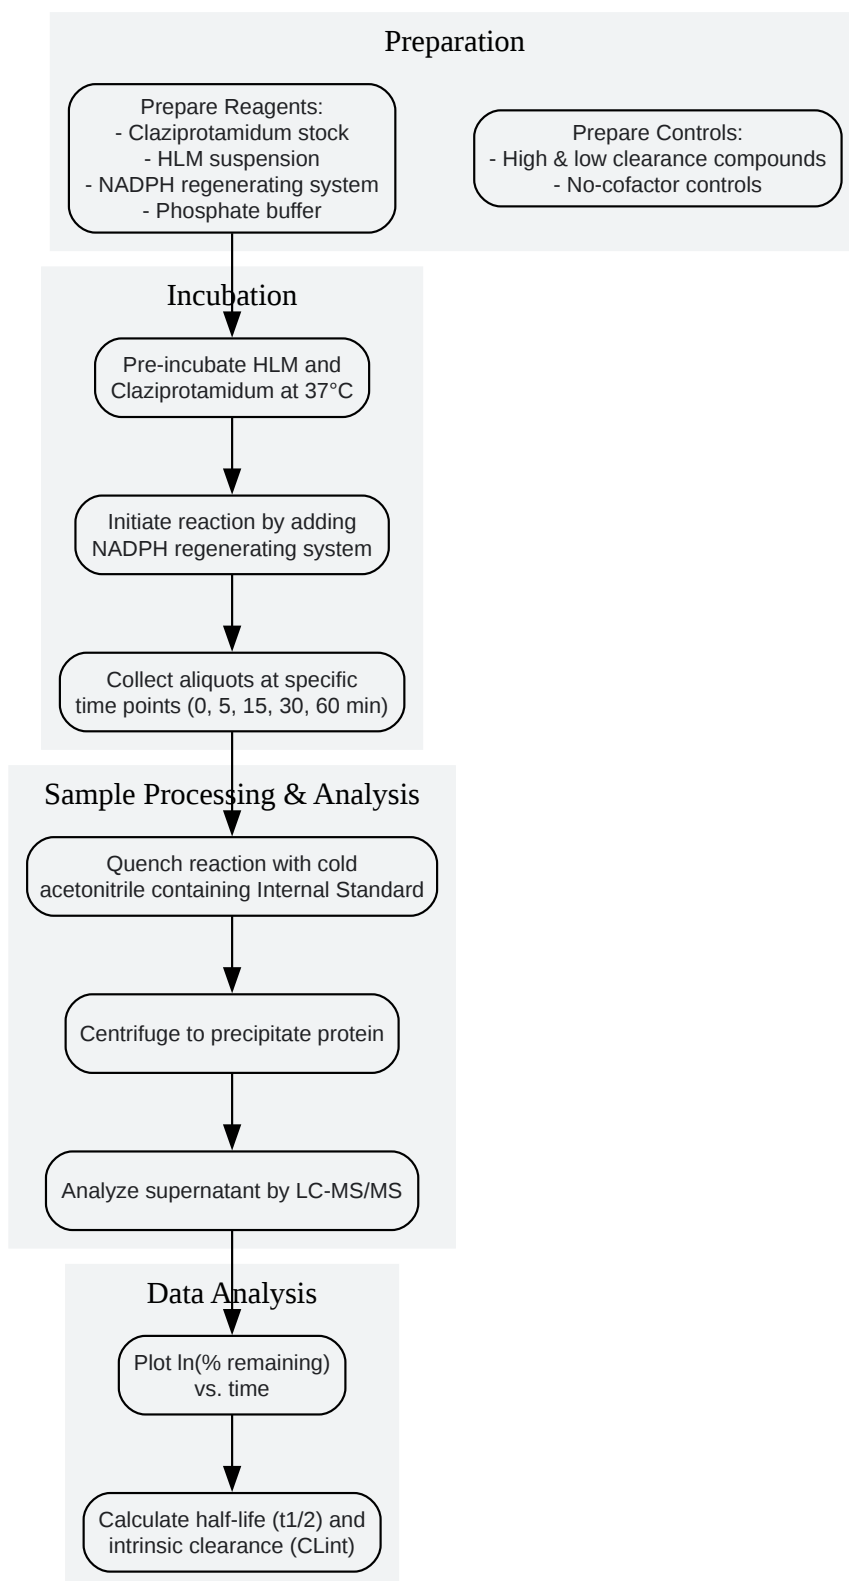 Preparation
Prepare Reagents:
- Claziprotamidum stock
- HLM suspension
- NADPH regenerating system
- Phosphate buffer
Prepare Controls:
- High & low clearance compounds
- No-cofactor controls
Incubation
Pre-incubate HLM and
Claziprotamidum at 37°C
Initiate reaction by adding
NADPH regenerating system
Collect aliquots at specific
time points (0, 5, 15, 30, 60 min)
Sample Processing & Analysis
Quench reaction with cold
acetonitrile containing Internal Standard
Centrifuge to precipitate protein
Analyze supernatant by LC-MS/MS
Data Analysis
Plot ln(% remaining)
vs. time
Calculate half-life (t1/2) and
intrinsic clearance (CLint)